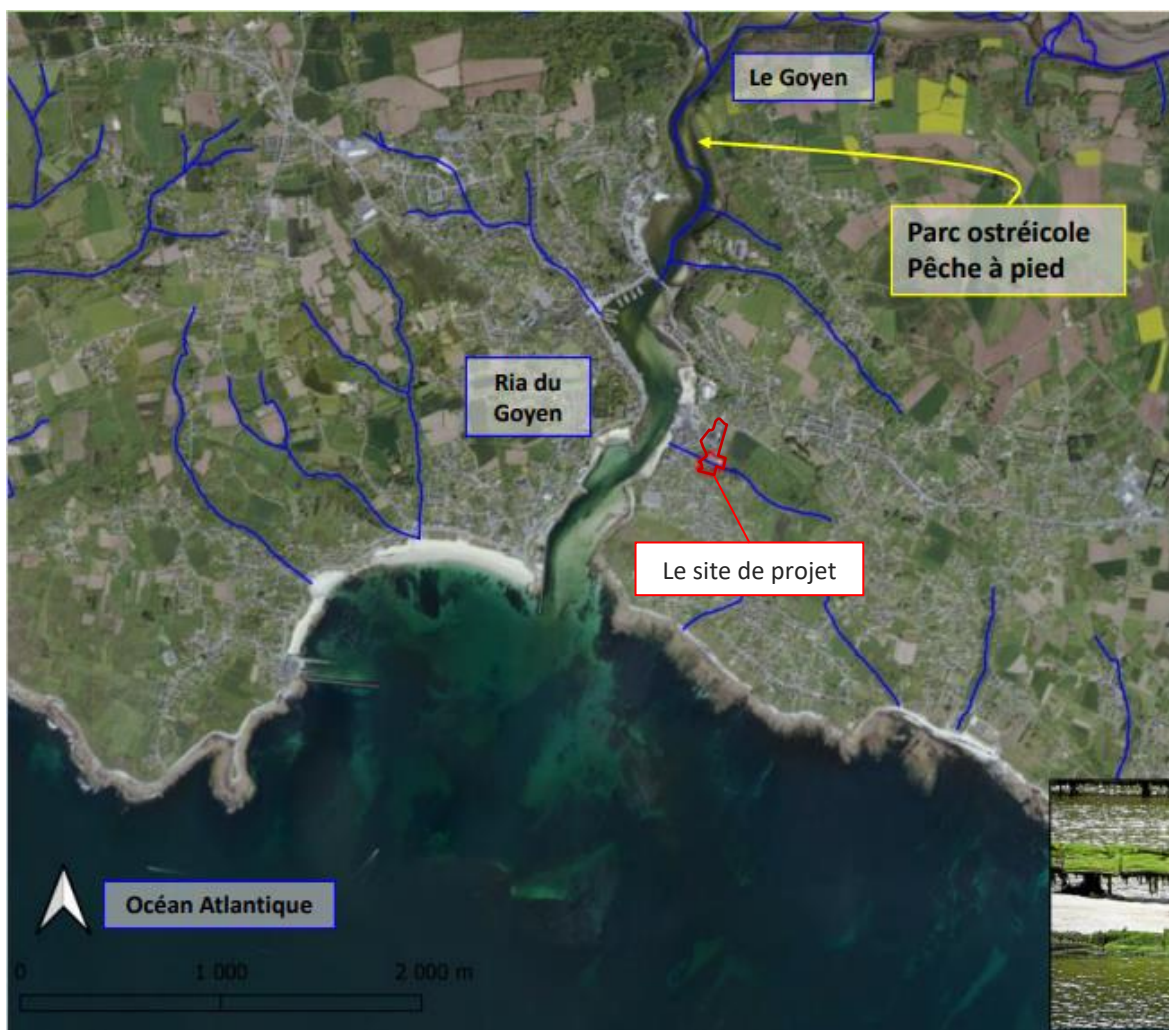 Le Goyen
Parc ostréicole
Pêche à pied
Ria du
Goyen
Le site de projet
Océan Atlantique
0
1 000
2 000 m